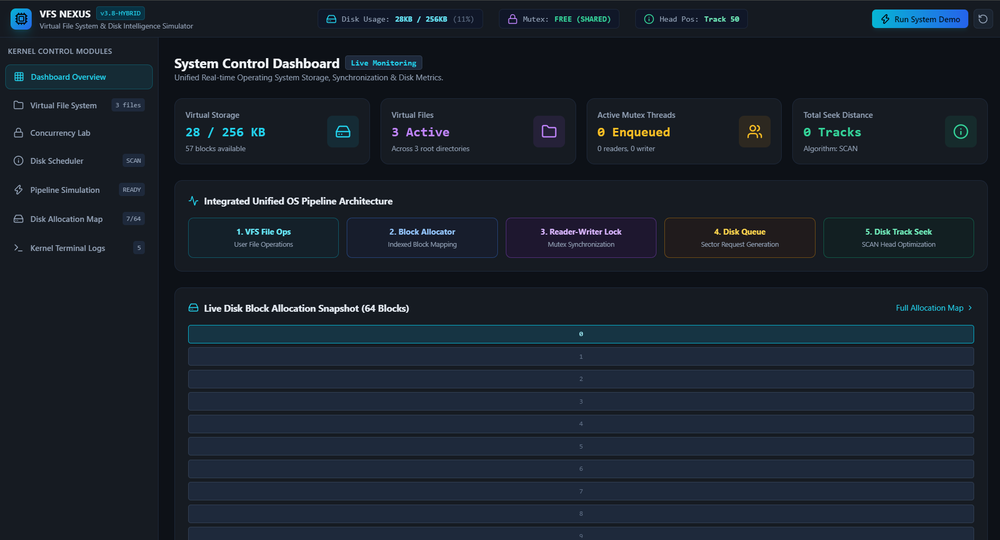 VFS NEXUS v3.8-HYBRID
Virtual File System & Disk Intelligence Simulator
Disk Usage: 28KB / 256KB (11%)
Mutex: FREE (SHARED)
Head Pos: Track 50
Run System Demo
KERNEL CONTROL MODULES
Dashboard Overview
Virtual File System 3 files
Concurrency Lab
Disk Scheduler SCAN
Pipeline Simulation READY
Disk Allocation Map 7/64
Kernel Terminal Logs 5
System Control Dashboard Live Monitoring
Unified Real-time Operating System Storage, Synchronization & Disk Metrics.
Virtual Storage
28 / 256 KB
57 blocks available
Virtual Files
3 Active
Across 3 root directories
Active Mutex Threads
0 Enqueued
0 readers, 0 writer
Total Seek Distance
0 Tracks
Algorithm: SCAN
Integrated Unified OS Pipeline Architecture
1. VFS File Ops
User File Operations
2. Block Allocator
Indexed Block Mapping
3. Reader-Writer Lock
Mutex Synchronization
4. Disk Queue
Sector Request Generation
5. Disk Track Seek
SCAN Head Optimization
Live Disk Block Allocation Snapshot (64 Blocks)
Full Allocation Map
0
1
2
3
4
5
6
7
8
9